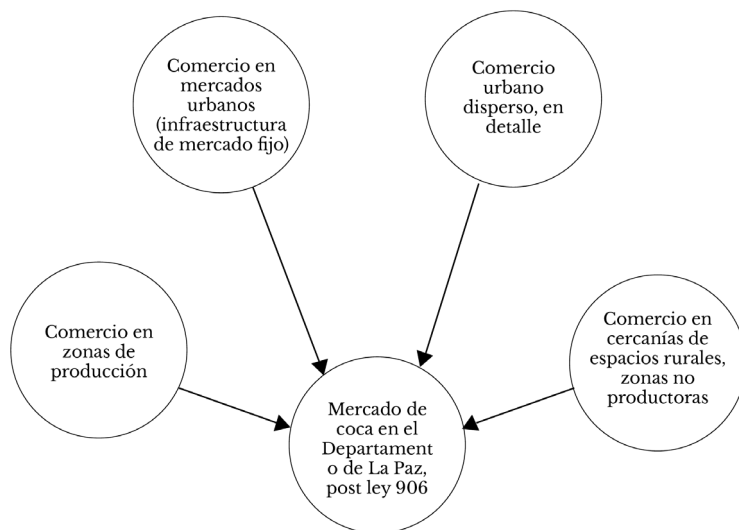 Comercio en
mercados
urbanos
(infraestructura
de mercado fijo)
Comercio
urbano
disperso, en
detalle
Comercio en
zonas de
producción
Comercio en
cercanías de
espacios rurales,
zonas no
productoras
Mercado de
coca en el
Departament
o de La Paz,
post ley 906